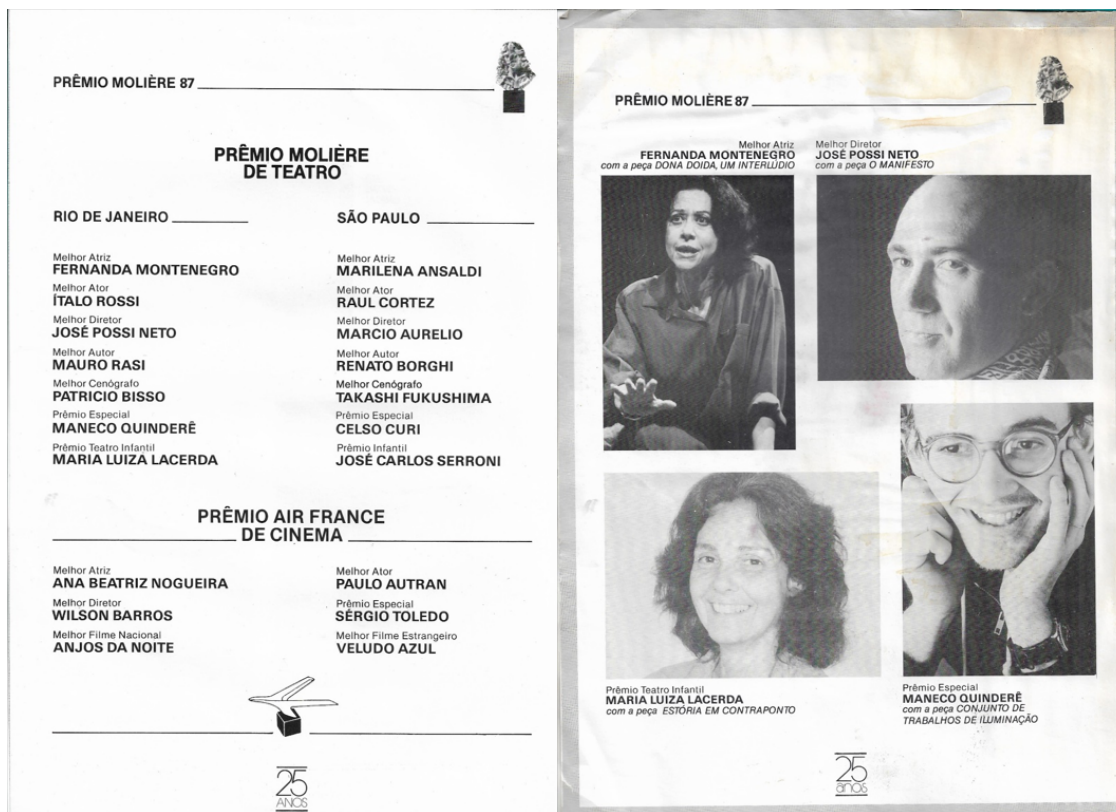 PRÊMIO MOLIÈRE 87
PRÊMIO MOLIÈRE
DE TEATRO
RIO DE JANEIRO
Melhor Atriz
FERNANDA MONTENEGRO
Melhor Ator
ÍTALO ROSSI
Melhor Diretor
JOSÉ POSSI NETO
Melhor Autor
MAURO RASI
Melhor Cenógrafo
PATRICIO BISSO
Prêmio Especial
MANECO QUINDERÊ
Prêmio Teatro Infantil
MARIA LUIZA LACERDA
SÃO PAULO
Melhor Atriz
MARILENA ANSALDI
Melhor Ator
RAUL CORTEZ
Melhor Diretor
MARCIO AURELIO
Melhor Autor
RENATO BORGHI
Melhor Cenógrafo
TAKASHI FUKUSHIMA
Prêmio Especial
CELSO CURI
Prêmio Infantil
JOSÉ CARLOS SERRONI
PRÊMIO AIR FRANCE
DE CINEMA
Melhor Atriz
ANA BEATRIZ NOGUEIRA
Melhor Diretor
WILSON BARROS
Melhor Filme Nacional
ANJOS DA NOITE
Melhor Ator
PAULO AUTRAN
Prêmio Especial
SÉRGIO TOLEDO
Melhor Filme Estrangeiro
VELUDO AZUL
25
ANOS
PRÊMIO MOLIÈRE 87
Melhor Atriz
FERNANDA MONTENEGRO
com a peça DONA DOIDA, UM INTERLÚDIO
Melhor Diretor
JOSÉ POSSI NETO
com a peça O MANIFESTO
Prêmio Teatro Infantil
MARIA LUIZA LACERDA
com a peça ESTÓRIA EM CONTRAPONTO
Prêmio Especial
MANECO QUINDERÊ
com a peça CONJUNTO DE
TRABALHOS DE ILUMINAÇÃO
25
anos